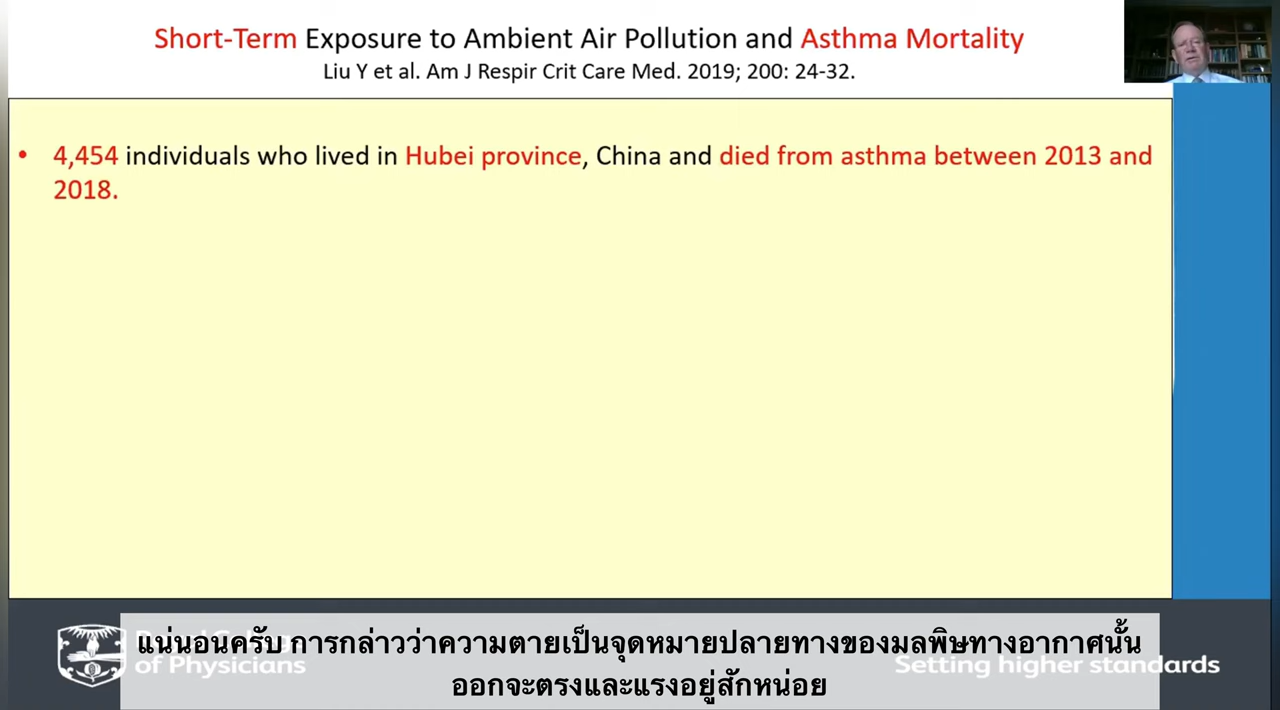 Short-Term Exposure to Ambient Air Pollution and Asthma Mortality
Liu Y et al. Am J Respir Crit Care Med. 2019; 200: 24-32.
• 4,454 individuals who lived in Hubei province, China and died from asthma between 2013 and
2018.
แน่นอนครับ การกล่าวว่าความตายเป็นจุดหมายปลายทางของมลพิษทางอากาศนั้น
ออกจะตรงและแรงอยู่สักหน่อย
of Physicians
Setting higher standards